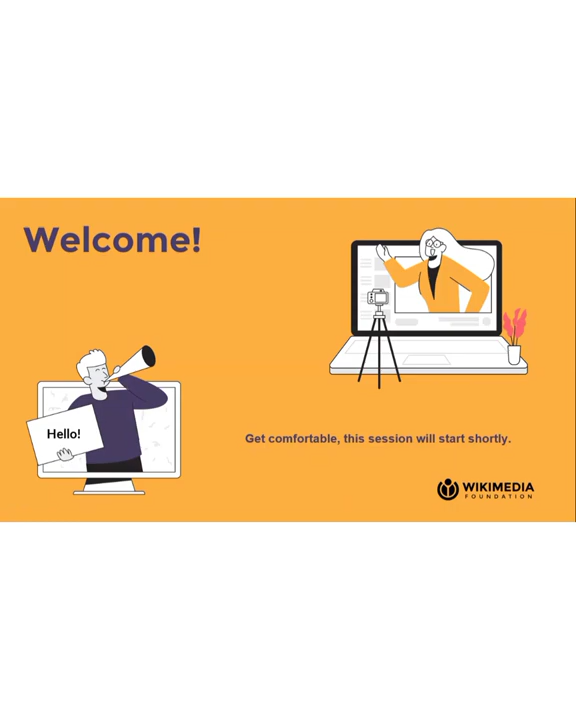 Welcome!
Hello!
Get comfortable, this session will start shortly.
WIKIMEDIA
FOUNDATION